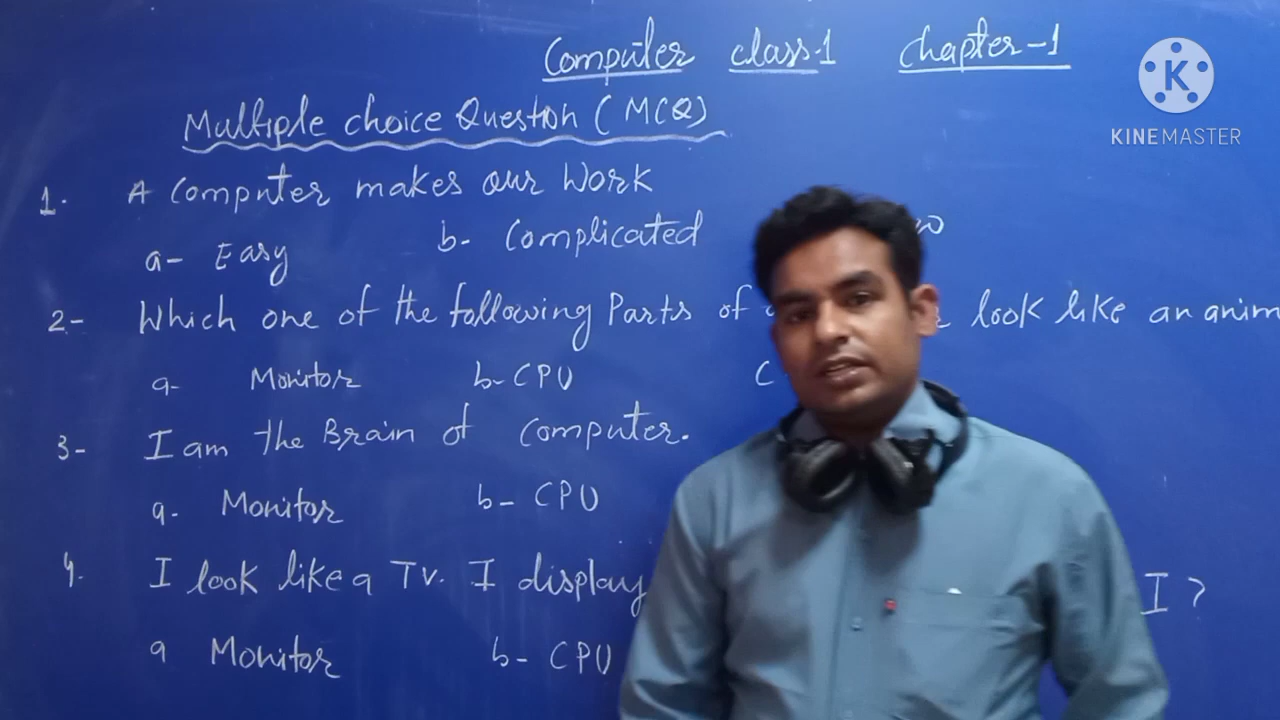 Computer class-1 Chapter-1
KINEMASTER
Multiple choice Question (MCQ)
1. A Computer makes our Work
a- Easy b- Complicated
2- Which one of the following Parts of look like an anim
a- Monitor b- CPU C
3- I am the Brain of Computer.
a. Monitor b- CPU
4. I look like a TV. I display I?
a Monitor b- CPU